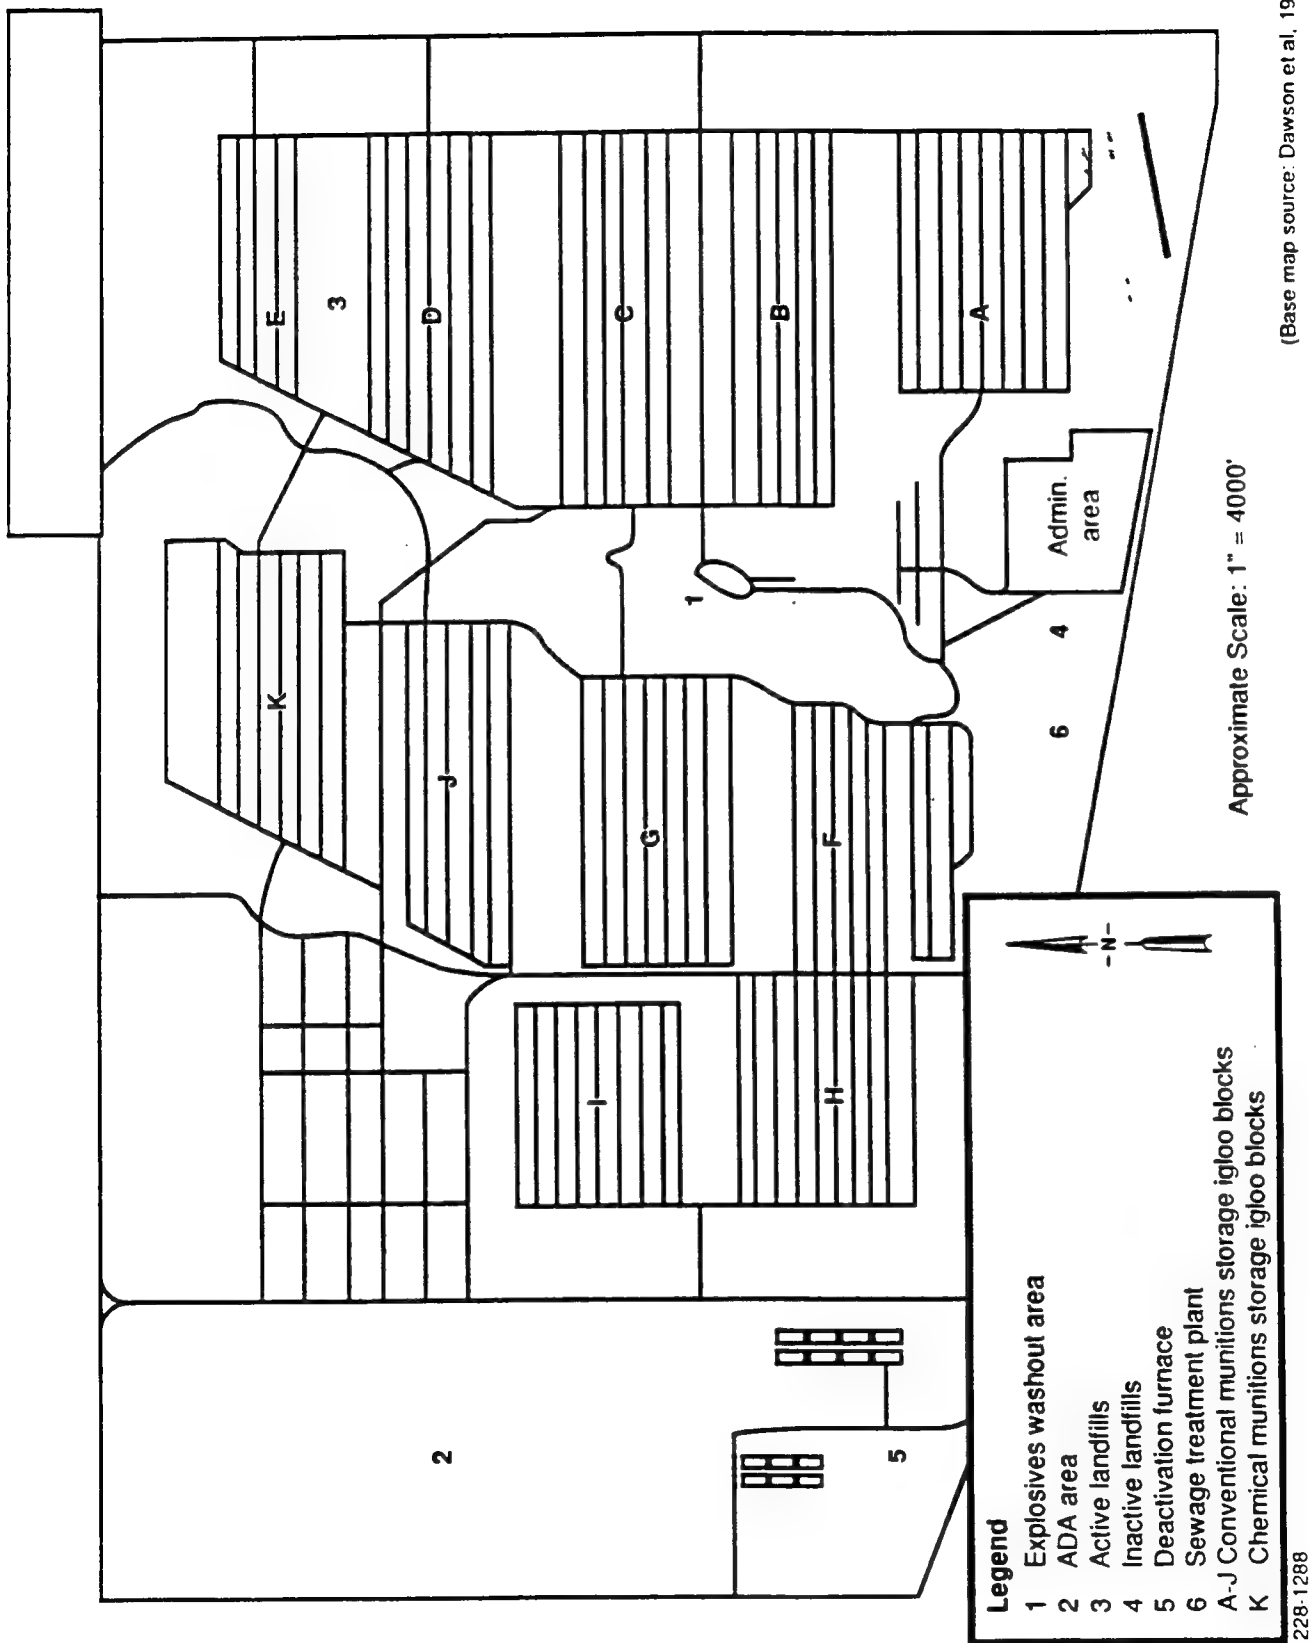 K
E
3
2
J
D
I
G
C
1
B
H
F
5
A
6
4
Admin.
area
Legend
1 Explosives washout area
2 ADA area
3 Active landfills
4 Inactive landfills
5 Deactivation furnace
6 Sewage treatment plant
A-J Conventional munitions storage igloo blocks
K Chemical munitions storage igloo blocks
-N-
Approximate Scale: 1" = 4000'
(Base map source: Dawson et al, 19
228-1288